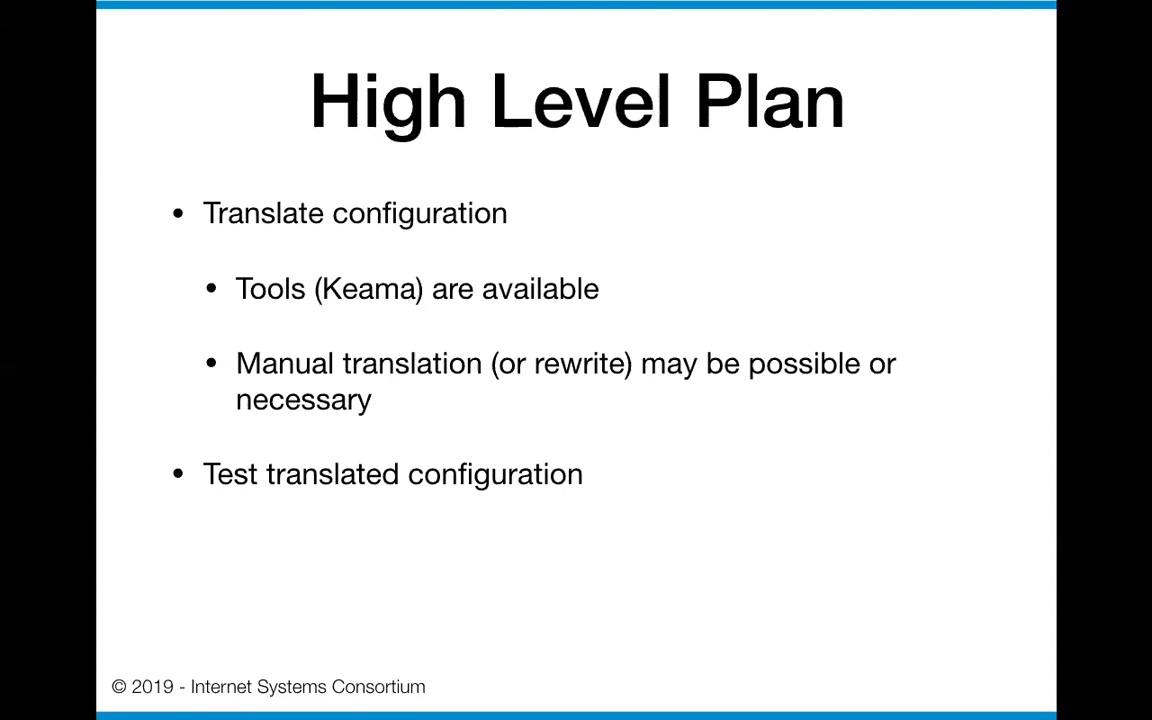 High Level Plan
• Translate configuration
• Tools (Keama) are available
• Manual translation (or rewrite) may be possible or
necessary
• Test translated configuration
© 2019 - Internet Systems Consortium